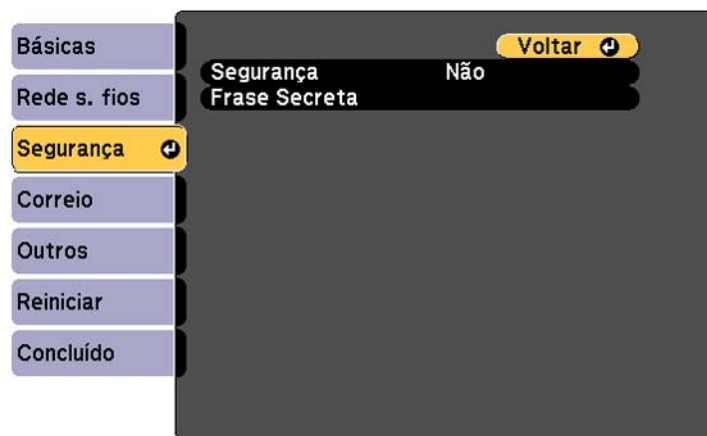 Básicas
Rede s. fios
Segurança
Correio
Outros
Reiniciar
Concluído
Voltar
Segurança Não
Frase Secreta